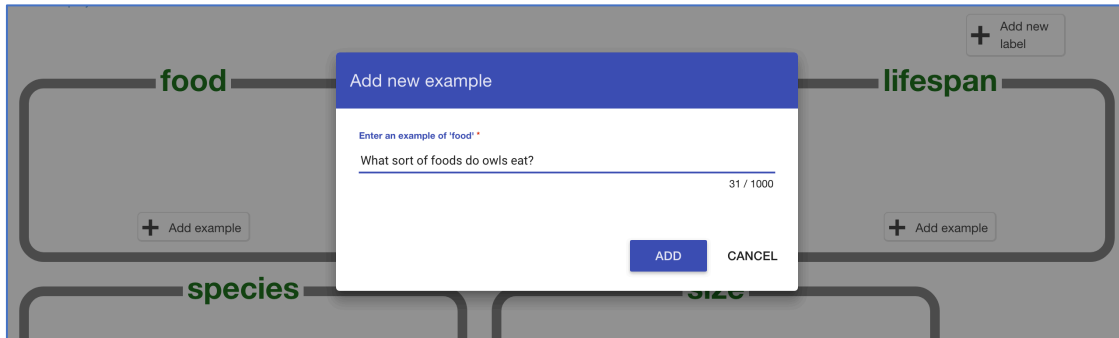 Add new
label
food
lifespan
Add new example
Enter an example of 'food' *
What sort of foods do owls eat?
31 / 1000
Add example
Add example
ADD
CANCEL
species
size